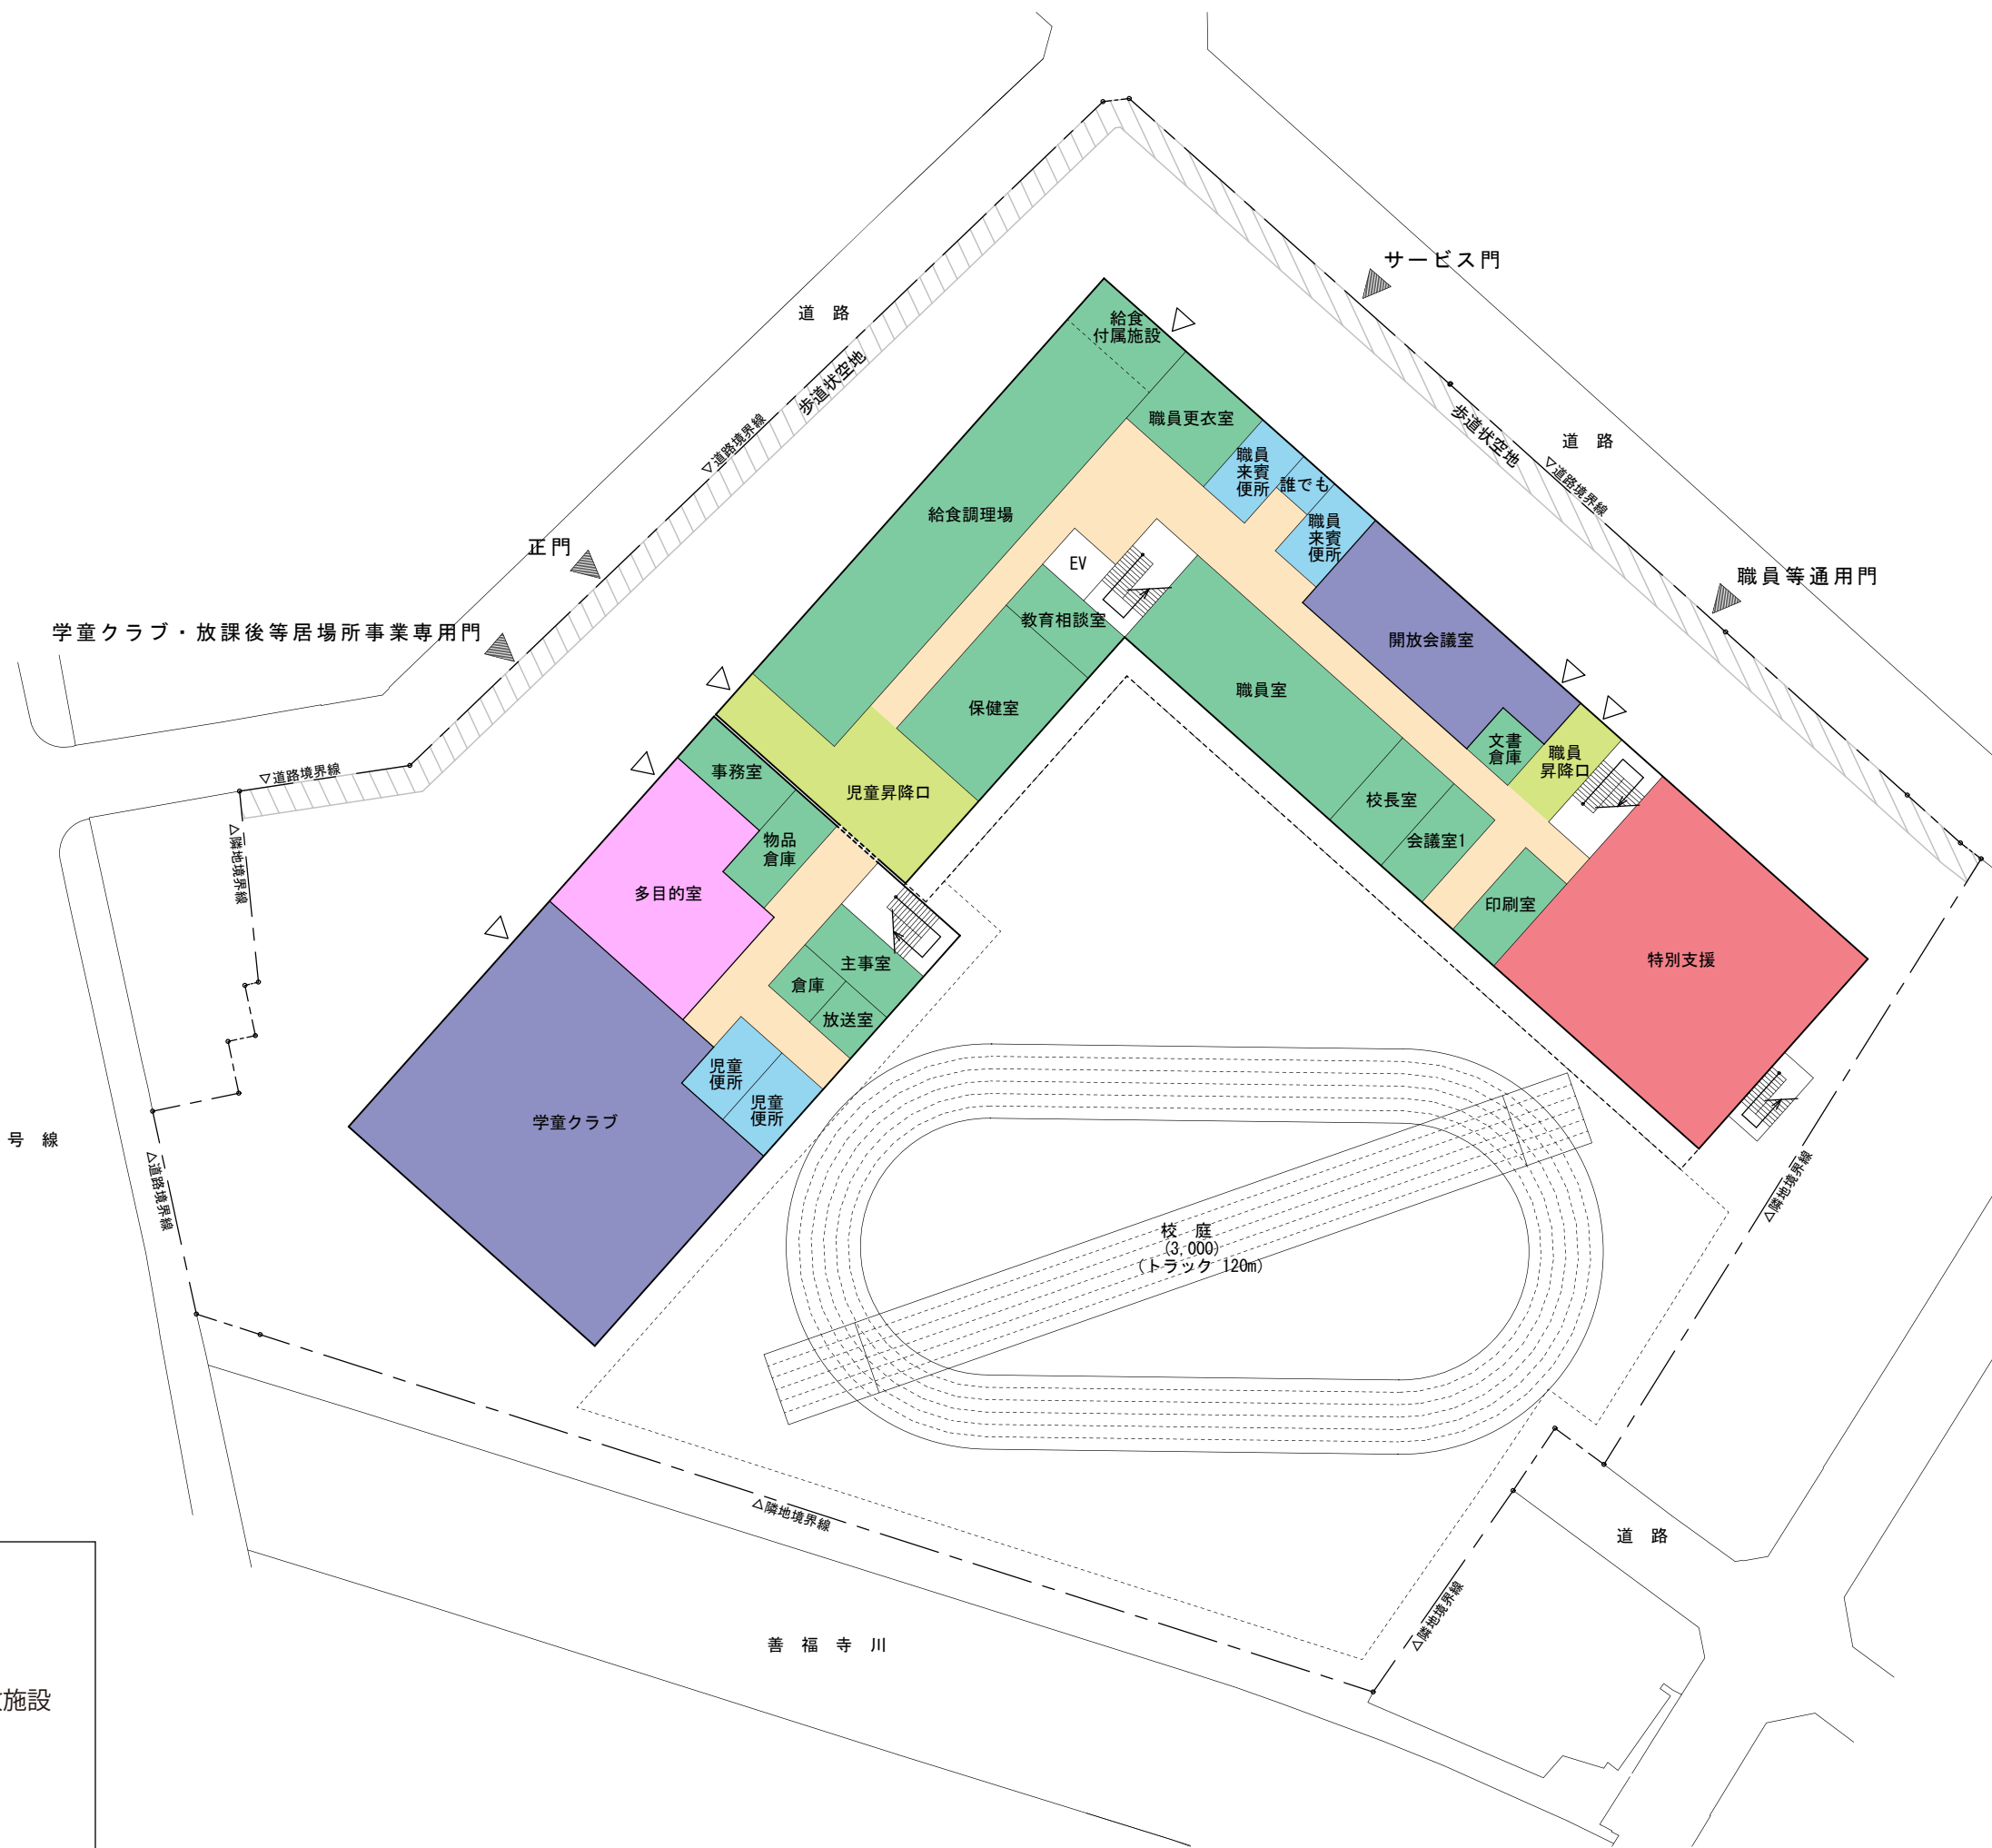 サービス門
道　路
給食
付属施設
歩道状空地
職員更衣室
▽道路境界線
歩道状空地
道　路
職員
来賓
便所
誰でも
▽道路境界線
給食調理場
職員
来賓
便所
正門
EV
職員等通用門
教育相談室
開放会議室
学童クラブ・放課後等居場所事業専用門
職員室
保健室
文書
倉庫
職員
昇降口
▽道路境界線
事務室
児童昇降口
校長室
物品
倉庫
会議室1
△隣地境界線
多目的室
印刷室
主事室
特別支援
倉庫
放送室
児童
便所
児童
便所
学童クラブ
号　線
△道路境界線
△隣地境界線
校　庭
(3,000)
(トラック 120m)
△隣地境界線
道　路
△隣地境界線
善　福　寺　川
施設